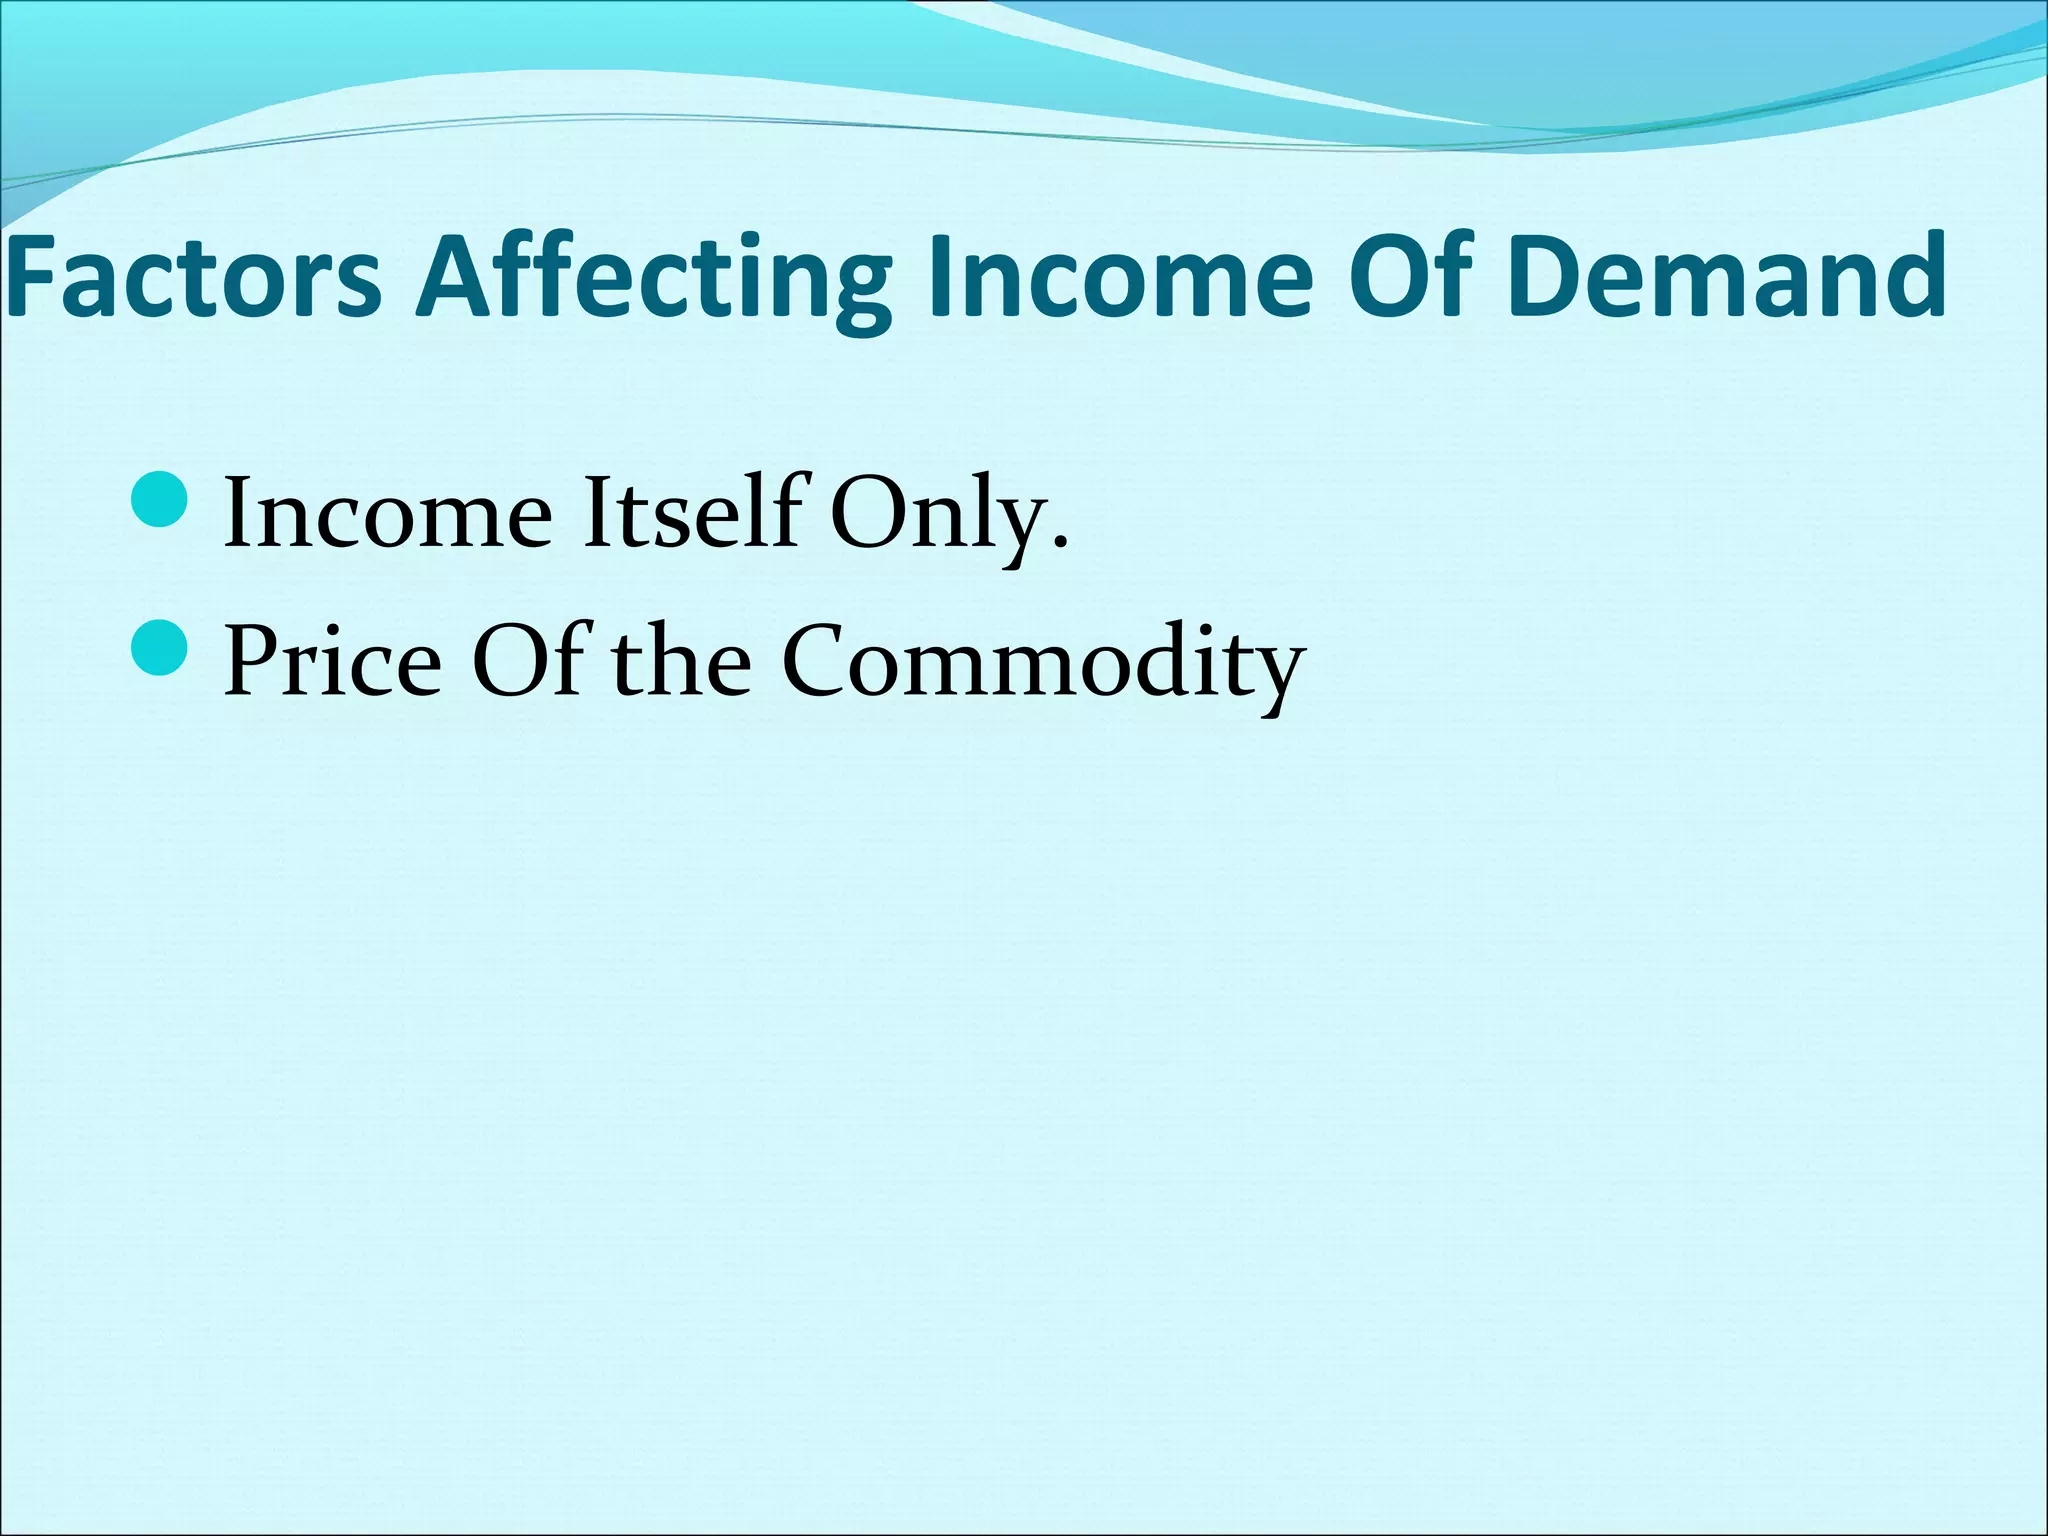 Factors Affecting Income Of Demand
Income Itself Only.
Price Of the Commodity